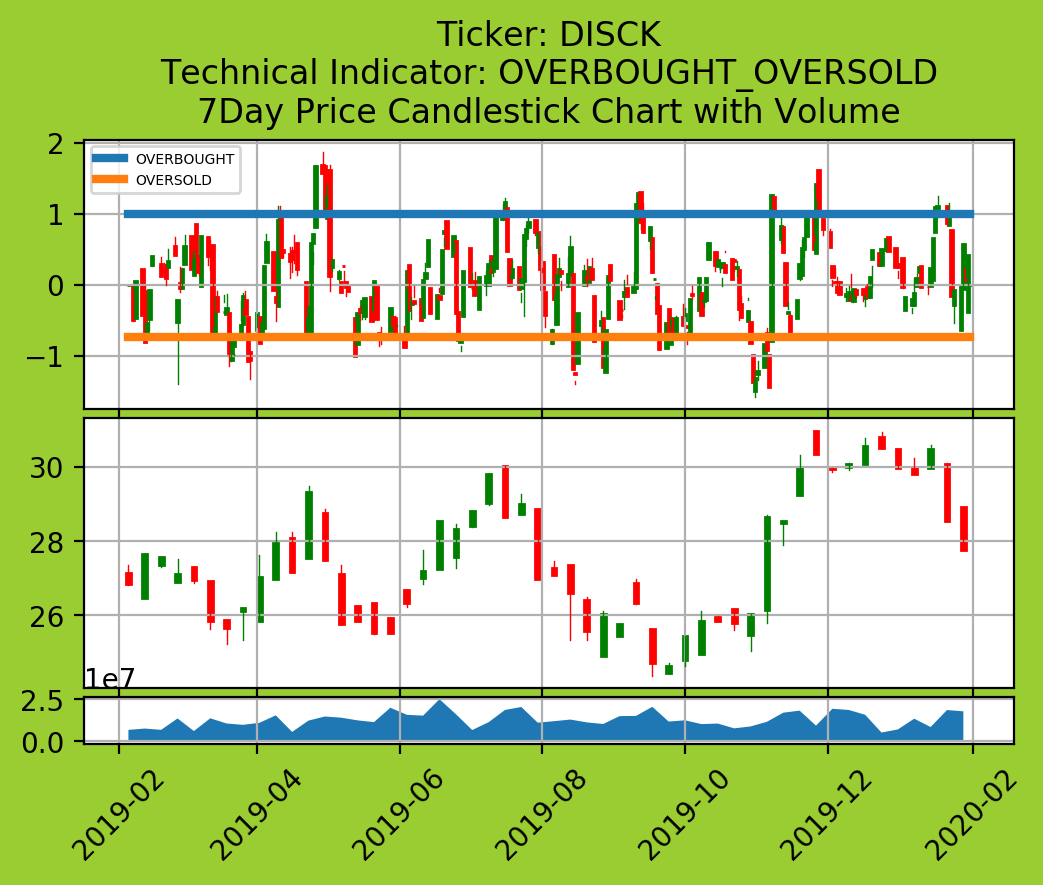 Ticker: DISCK
Technical Indicator: OVERBOUGHT_OVERSOLD
7Day Price Candlestick Chart with Volume
OVERBOUGHT
OVERSOLD
2
1
0
−1
30
28
26
1e7
2.5
0.0
2019-02
2019-04
2019-06
2019-08
2019-10
2019-12
2020-02